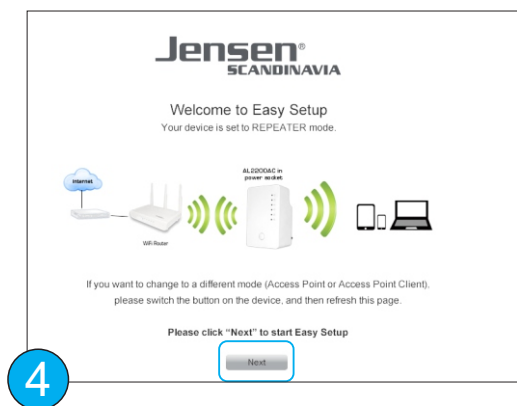 Jensen®
SCANDINAVIA
Welcome to Easy Setup
Your device is set to REPEATER mode.
Internet
AL2200AC in
power socket
WiFi Router
If you want to change to a different mode (Access Point or Access Point Client),
please switch the button on the device, and then refresh this page.
Please click “Next” to start Easy Setup
Next
4